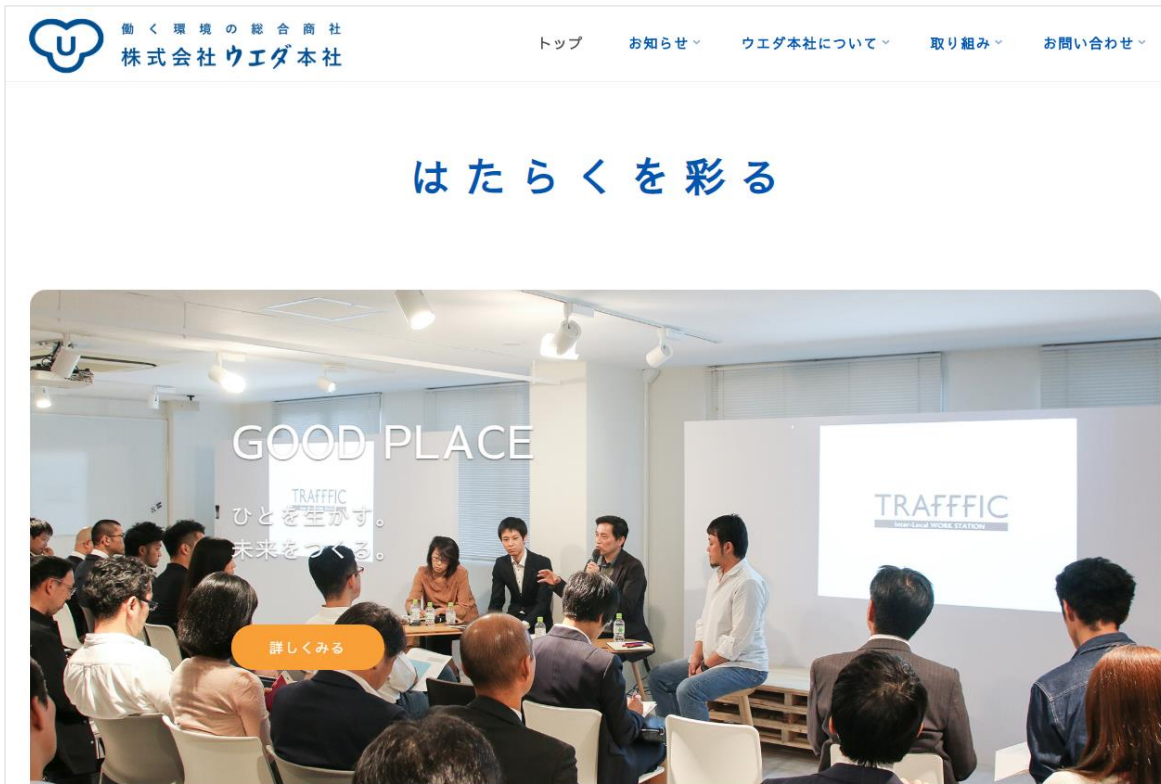 働く環境の総合商社
株式会社ウエダ本社
トップ
お知らせ
ウエダ本社について
取り組み
お問い合わせ
はたらくを彩る
GOOD PLACE
TRAFFFIC
ひとを生かす。
未来をつくる。
詳しくみる
TRAFFFIC
Inter-Local WORK STATION